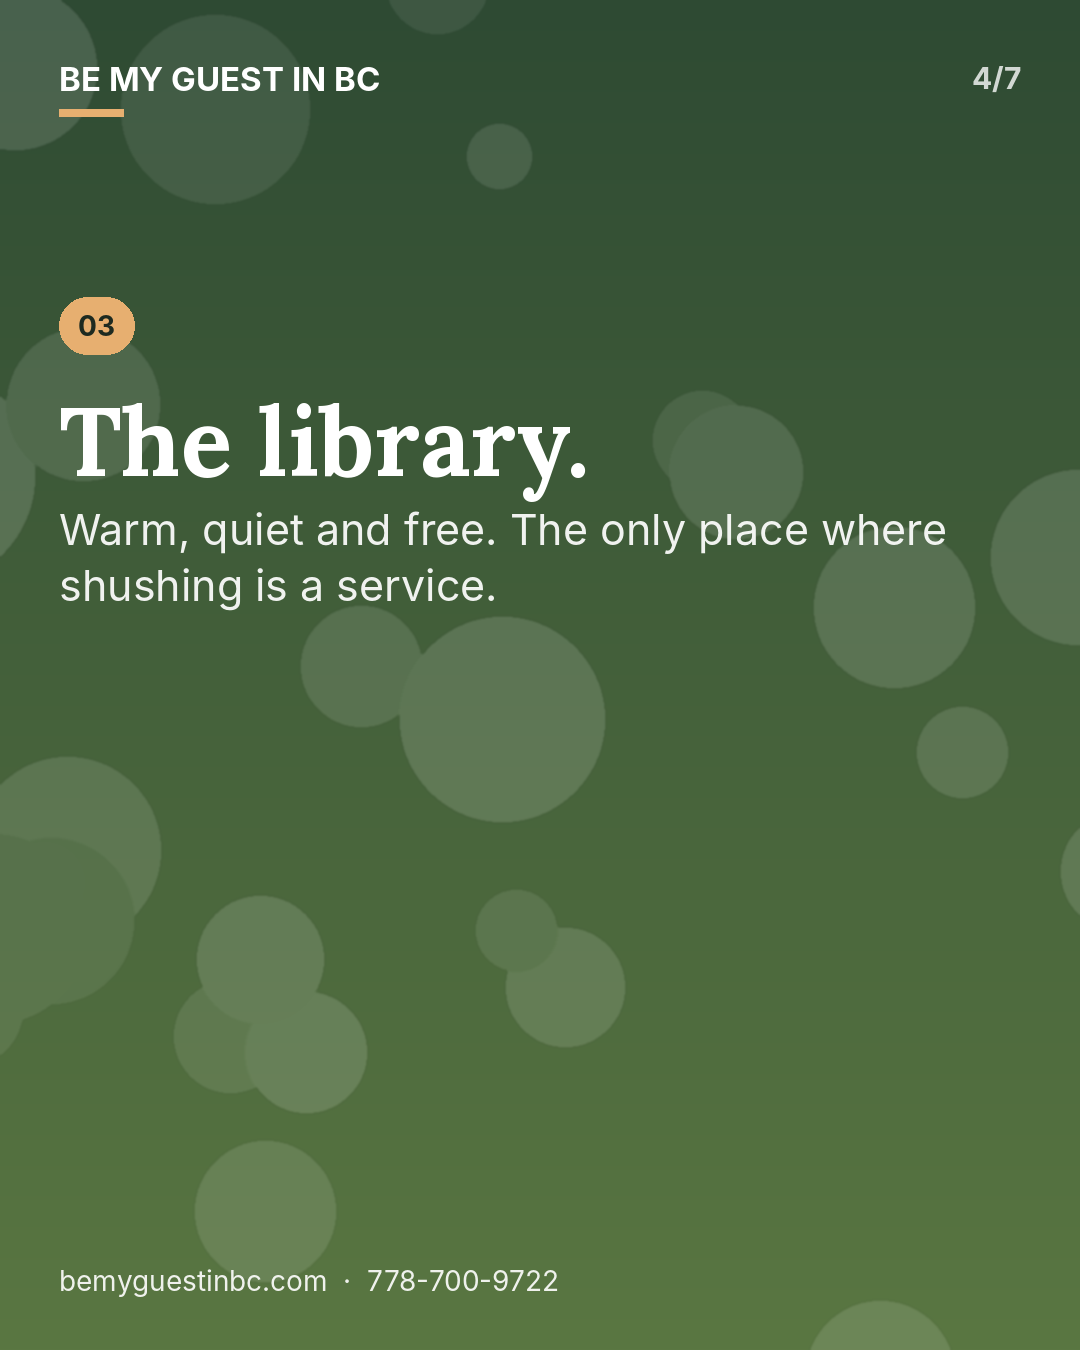 BE MY GUEST IN BC
4/7
03
The library.
Warm, quiet and free. The only place where
shushing is a service.
bemyguestinbc.com · 778-700-9722